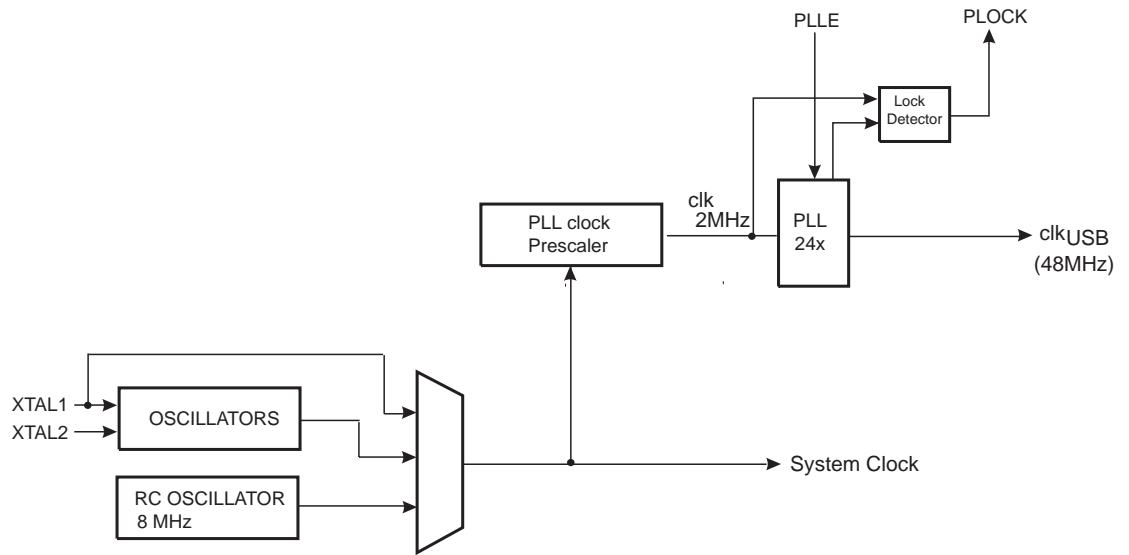 PLLE
PLOCK
Lock
Detector
clk
2MHz
PLL clock
Prescaler
PLL
24x
clkUSB
(48MHz)
XTAL1
XTAL2
OSCILLATORS
System Clock
RC OSCILLATOR
8 MHz